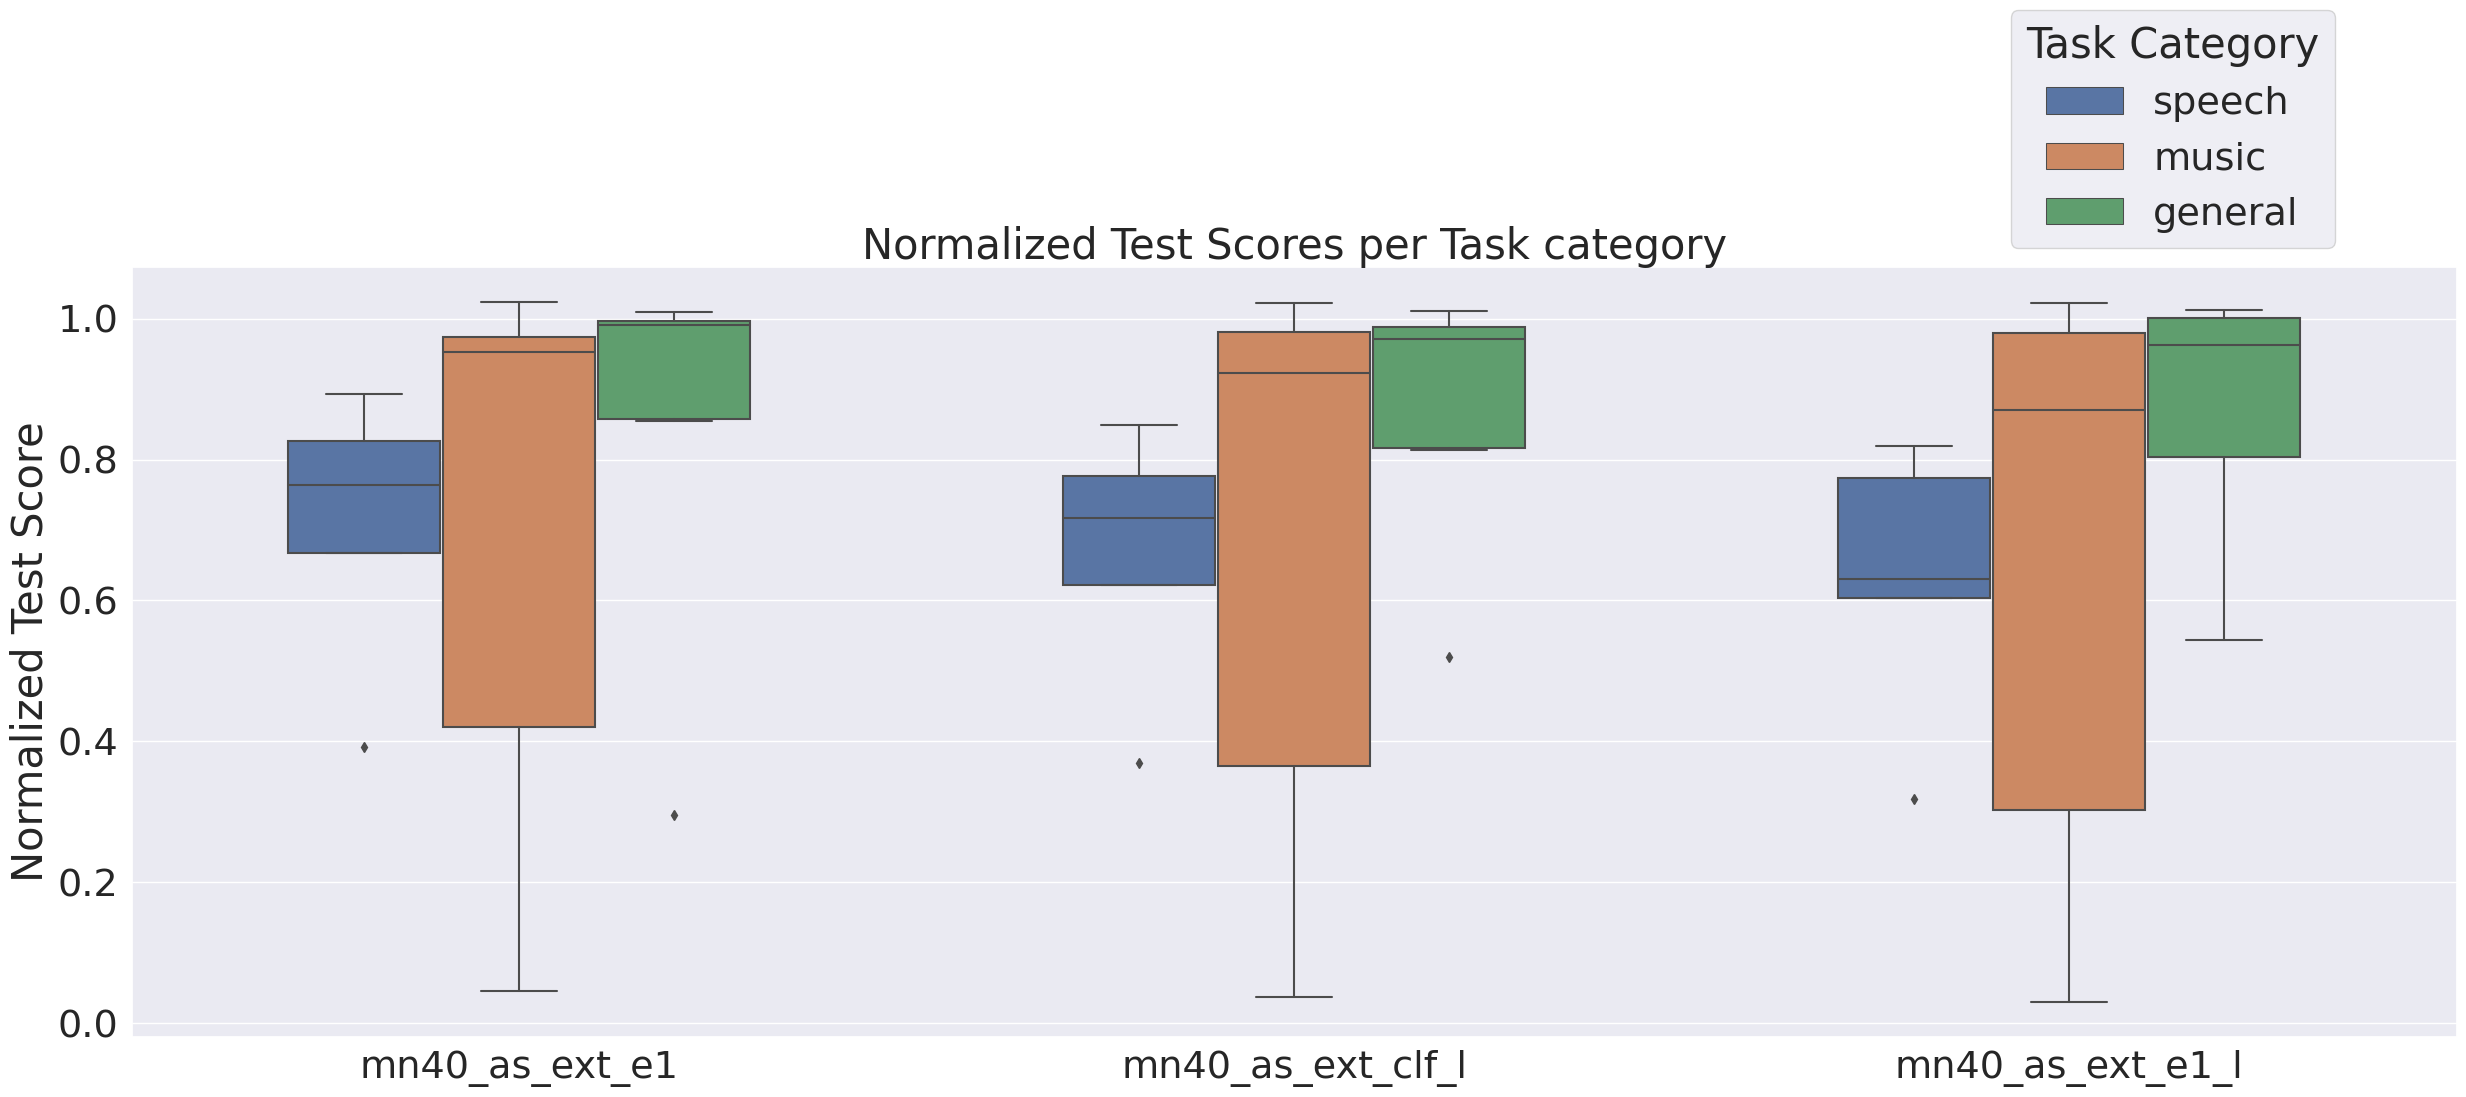 Task Category
speech
music
general
Normalized Test Scores per Task category
Normalized Test Score
1.0
0.8
0.6
0.4
0.2
0.0
mn40_as_ext_e1
mn40_as_ext_clf_l
mn40_as_ext_e1_l